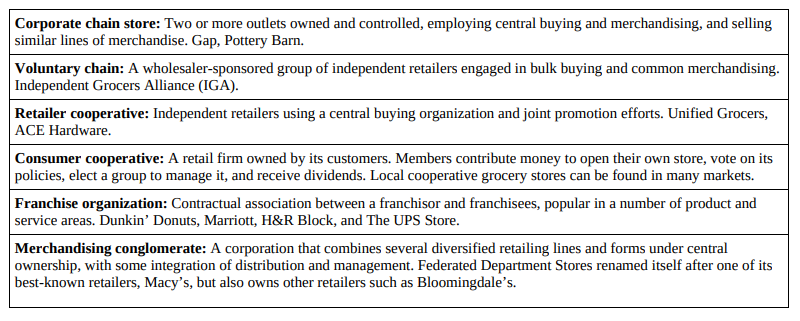 Corporate chain store: Two or more outlets owned and controlled, employing central buying and merchandising, and selling
similar lines of merchandise. Gap, Pottery Barn.
Voluntary chain: A wholesaler-sponsored group of independent retailers engaged in bulk buying and common merchandising.
Independent Grocers Alliance (IGA).
Retailer cooperative: Independent retailers using a central buying organization and joint promotion efforts. Unified Grocers,
ACE Hardware.
Consumer cooperative: A retail firm owned by its customers. Members contribute money to open their own store, vote on its
policies, elect a group to manage it, and receive dividends. Local cooperative grocery stores can be found in many markets.
Franchise organization: Contractual association between a franchisor and franchisees, popular in a number of product and
service areas. Dunkin’ Donuts, Marriott, H&R Block, and The UPS Store.
Merchandising conglomerate: A corporation that combines several diversified retailing lines and forms under central
ownership, with some integration of distribution and management. Federated Department Stores renamed itself after one of its
best-known retailers, Macy’s, but also owns other retailers such as Bloomingdale’s.